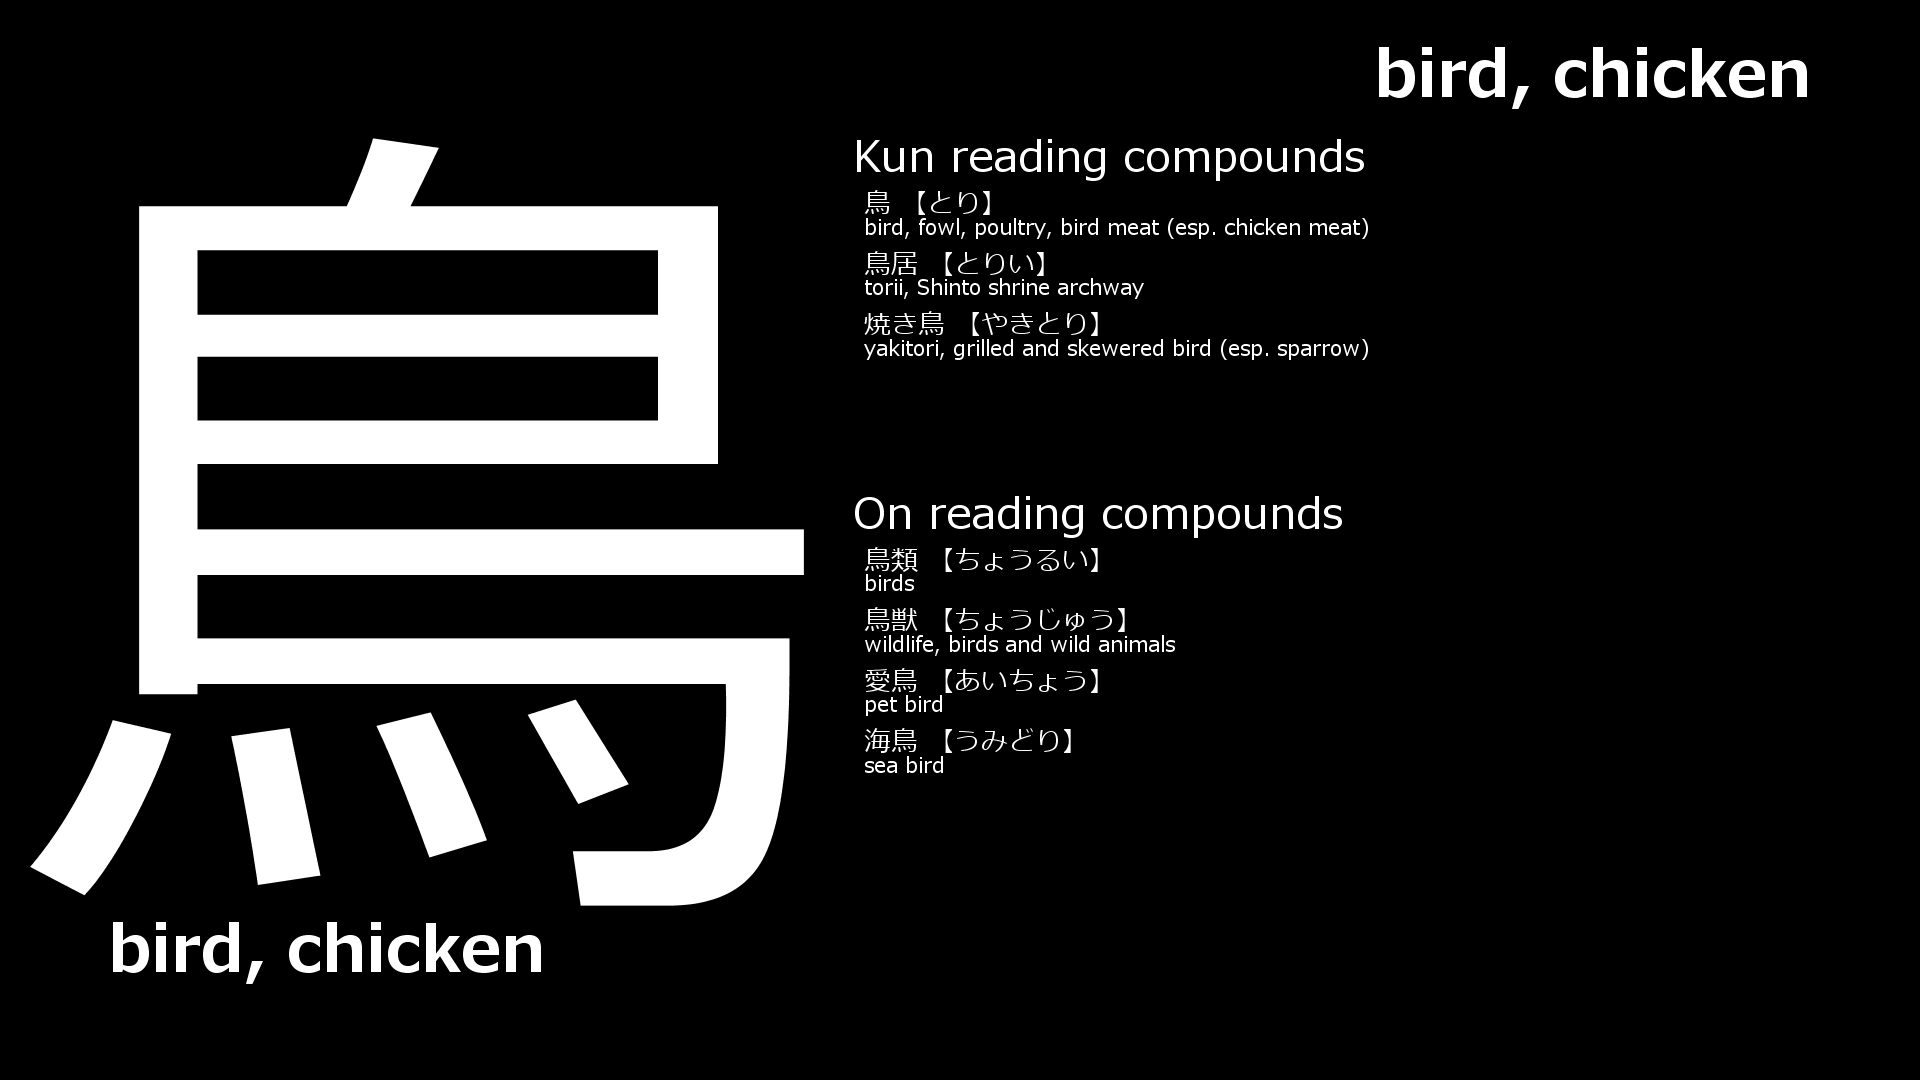 bird, chicken
鳥
bird, chicken
Kun reading compounds
鳥 【とり】
bird, fowl, poultry, bird meat (esp. chicken meat)
鳥居 【とりい】
torii, Shinto shrine archway
焼き鳥 【やきとり】
yakitori, grilled and skewered bird (esp. sparrow)
On reading compounds
鳥類 【ちょうるい】
birds
鳥獣 【ちょうじゅう】
wildlife, birds and wild animals
愛鳥 【あいちょう】
pet bird
海鳥 【うみどり】
sea bird